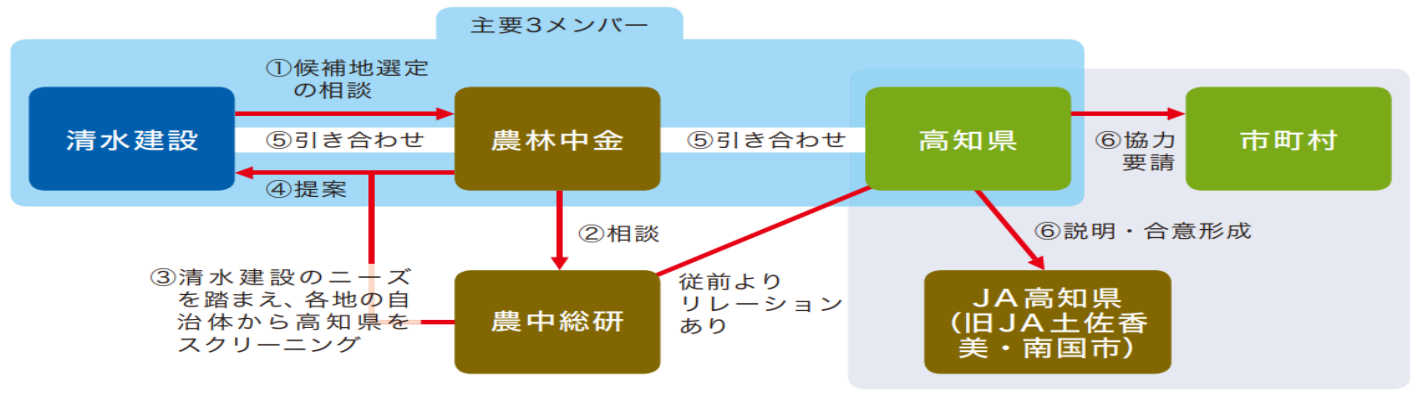 主要3メンバー
①候補地選定
の相談
清水建設
⑤引き合わせ
農林中金
⑤引き合わせ
高知県
⑥協力
要請
市町村
④提案
②相談
⑥説明・合意形成
③清水建設のニーズ
を踏まえ、各地の自
治体から高知県を
スクリーニング
農中総研
従前より
リレーション
あり
JA高知県
(旧JA土佐香
美・南国市)